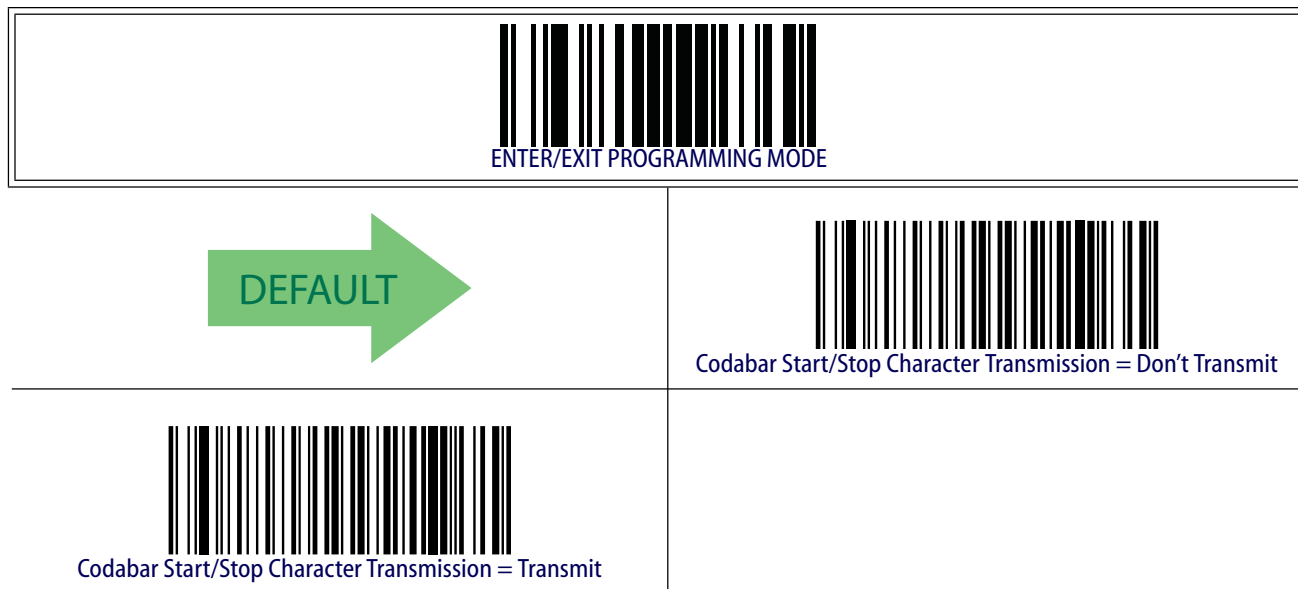 ENTER/EXIT PROGRAMMING MODE
DEFAULT
Codabar Start/Stop Character Transmission = Don’t Transmit
Codabar Start/Stop Character Transmission = Transmit